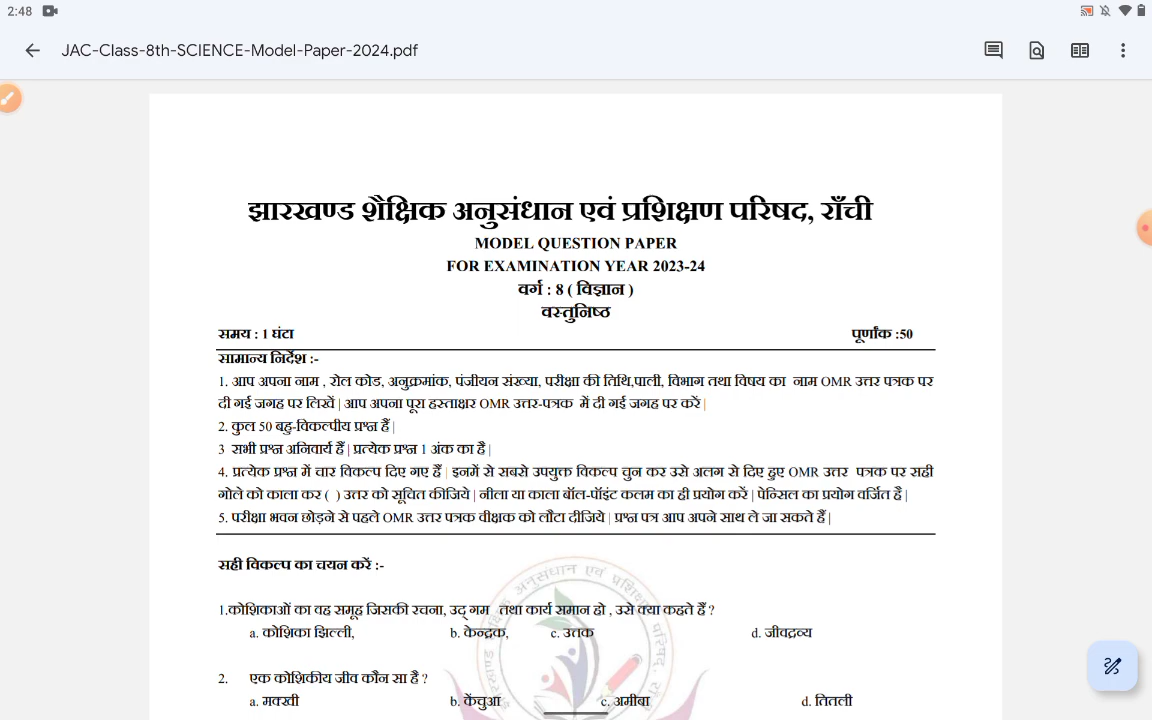 2:48
JAC-Class-8th-SCIENCE-Model-Paper-2024.pdf
झारखण्ड शैक्षिक अनुसंधान एवं प्रशिक्षण परिषद, राँची
MODEL QUESTION PAPER
FOR EXAMINATION YEAR 2023-24
वर्ग : 8 ( विज्ञान )
वस्तुनिष्ठ
समय : 1 घंटा पूर्णांक :50
सामान्य निर्देश :-
1. आप अपना नाम , रोल कोड, अनुक्रमांक, पंजीयन संख्या, परीक्षा की तिथि,पाली, विभाग तथा विषय का नाम OMR उत्तर पत्रक पर
दी गई जगह पर लिखें | आप अपना पूरा हस्ताक्षर OMR उत्तर-पत्रक में दी गई जगह पर करें |
2. कुल 50 बहु-विकल्पीय प्रश्न हैं |
3 सभी प्रश्न अनिवार्य हैं | प्रत्येक प्रश्न 1 अंक का है |
4. प्रत्येक प्रश्न में चार विकल्प दिए गए हैं | इनमें से सबसे उपयुक्त विकल्प चुन कर उसे अलग से दिए हुए OMR उत्तर पत्रक पर सही
गोले को काला कर ( ) उत्तर को सूचित कीजिये | नीला या काला बॉल-पॉइंट कलम का ही प्रयोग करें | पेन्सिल का प्रयोग वर्जित है |
5. परीक्षा भवन छोड़ने से पहले OMR उत्तर पत्रक वीक्षक को लौटा दीजिये | प्रश्न पत्र आप अपने साथ ले जा सकते हैं |
सही विकल्प का चयन करें :-
1.कोशिकाओं का वह समूह जिसकी रचना, उद् गम तथा कार्य समान हो , उसे क्या कहते हैं ?
a. कोशिका झिल्ली, b. केन्द्रक, c. उत्तक d. जीवद्रव्य
2. एक कोशिकीय जीव कौन सा है ?
a. मक्खी b. केंचुआ c. अमीबा d. तितली
अनुसंधान एवं प्रशि